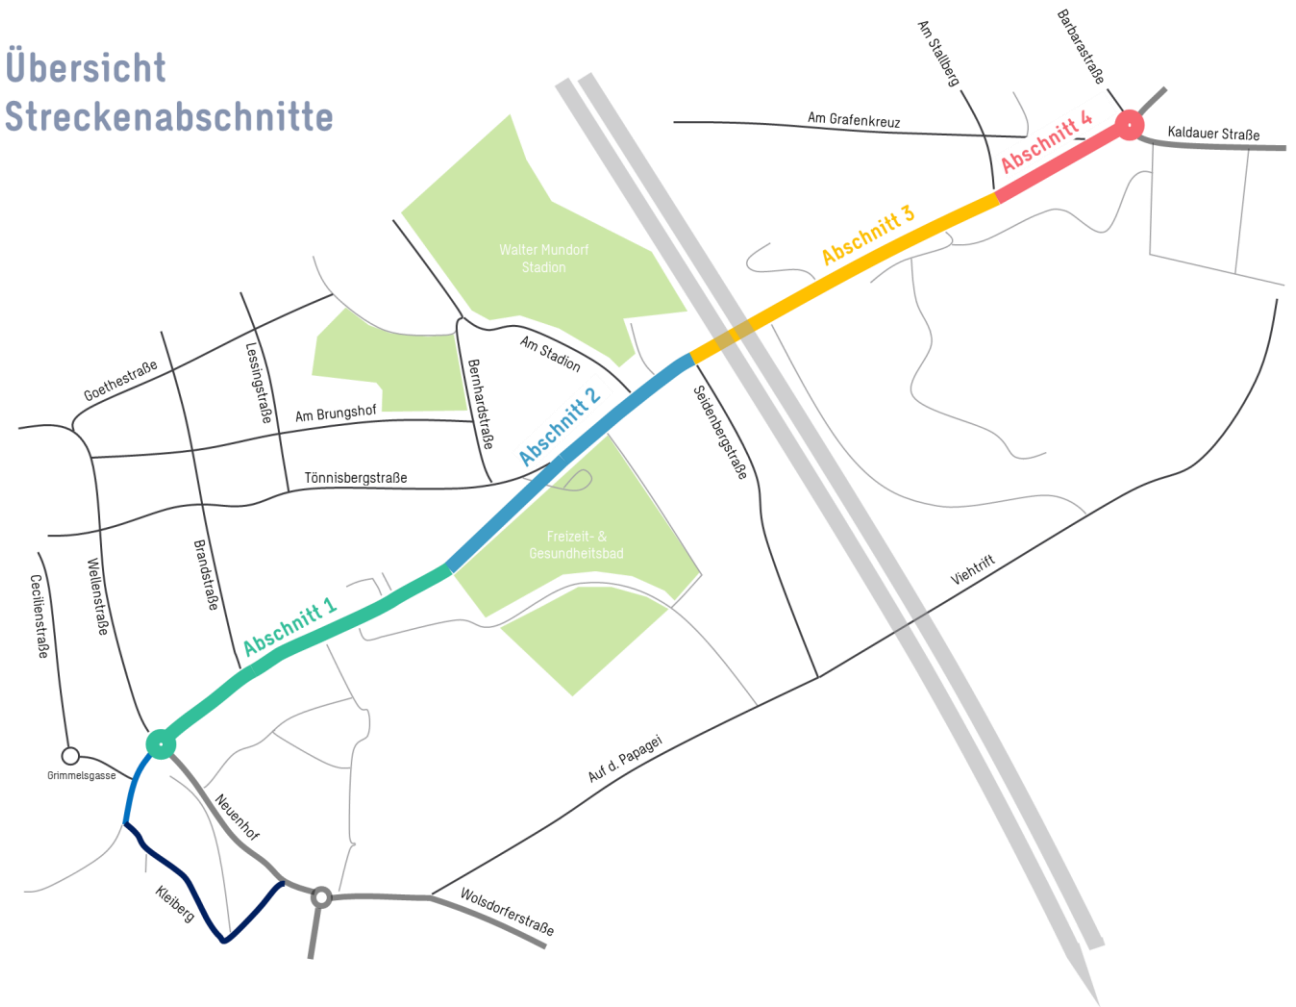 Übersicht
Streckenabschnitte
Am Stallberg
Barbarastraße
Am Grafenkreuz
Abschnitt 4
Kaldauer Straße
Abschnitt 3
Walter Mundorf
Stadion
Am Stadion
Goethestraße
Lessingstraße
Bernhardstraße
Am Brungshof
Abschnitt 2
Seidenbergstraße
Tönnisbergstraße
Freizeit- &
Gesundheitsbad
Brandstraße
Wellenstraße
Cecilienstraße
Abschnitt 1
Viehtrift
Auf d. Papagei
Grimmelsgasse
Neuenhof
Kleiberg
Wolsdorferstraße